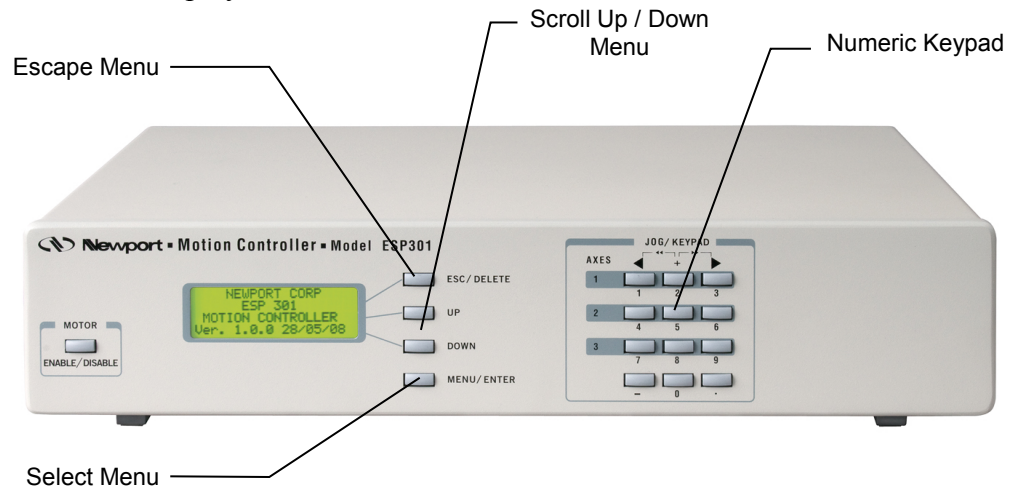 Scroll Up / Down
Menu
Numeric Keypad
Escape Menu
Newport ▪ Motion Controller ▪ Model ESP301
JOG/KEYPAD
AXES
+
1
1 2 3
2
4 5 6
3
7 8 9
– 0 .
ESC/DELETE
UP
DOWN
MENU/ENTER
NEWPORT CORP
ESP 301
MOTION CONTROLLER
Ver. 1.0.0 28/05/08
MOTOR
ENABLE/DISABLE
Select Menu